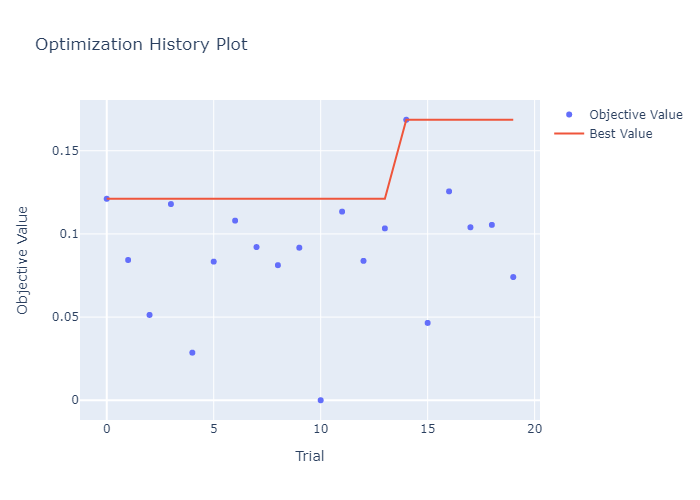 Optimization History Plot
Objective Value
Best Value
Objective Value
0.15
0.1
0.05
0
0
5
10
15
20
Trial